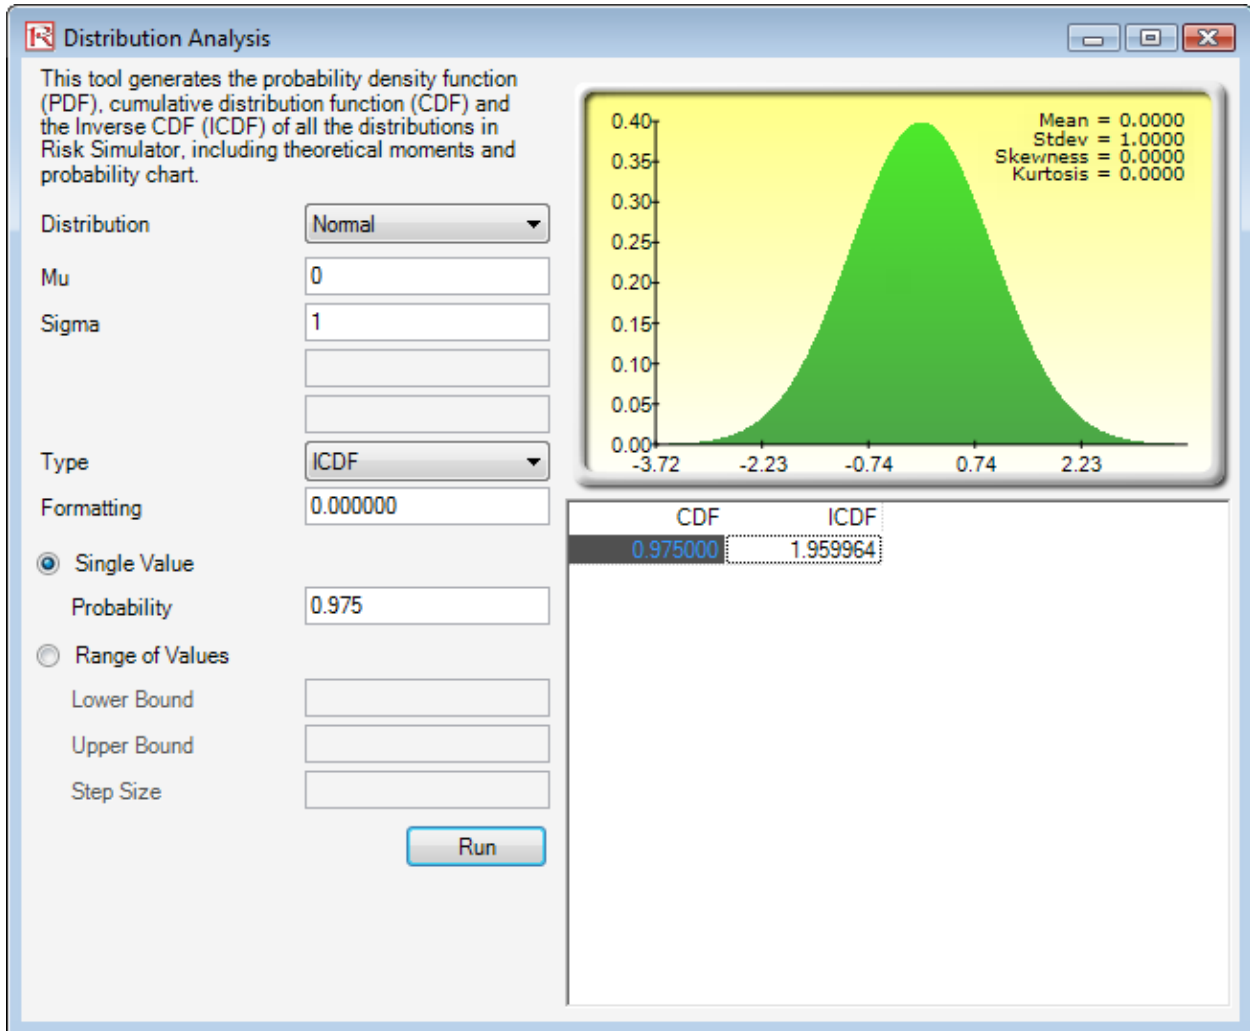 Distribution Analysis
This tool generates the probability density function
(PDF), cumulative distribution function (CDF) and
the Inverse CDF (ICDF) of all the distributions in
Risk Simulator, including theoretical moments and
probability chart.
Distribution Normal
Mu 0
Sigma 1
Type ICDF
Formatting 0.000000
Single Value
Probability 0.975
Range of Values
Lower Bound
Upper Bound
Step Size
Run
Mean = 0.0000
Stdev = 1.0000
Skewness = 0.0000
Kurtosis = 0.0000
0.40
0.35
0.30
0.25
0.20
0.15
0.10
0.05
0.00
-3.72 -2.23 -0.74 0.74 2.23
CDF ICDF
0.975000 1.959964